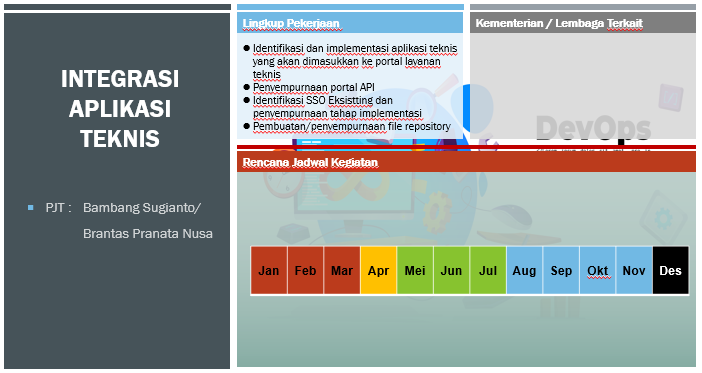 INTEGRASI
APLIKASI
TEKNIS
PJT : Bambang Sugianto/
Brantas Pranata Nusa
Lingkup Pekerjaan
● Identifikasi dan implementasi aplikasi teknis
yang akan dimasukkan ke portal layanan
teknis
● Penyempurnaan portal API
● Identifikasi SSO Eksistting dan
penyempurnaan tahap implementasi
● Pembuatan/penyempurnaan file repository
Kementerian / Lembaga Terkait
DevOps
Rencana Jadwal Kegiatan
Jan Feb Mar Apr Mei Jun Jul Aug Sep Okt Nov Des